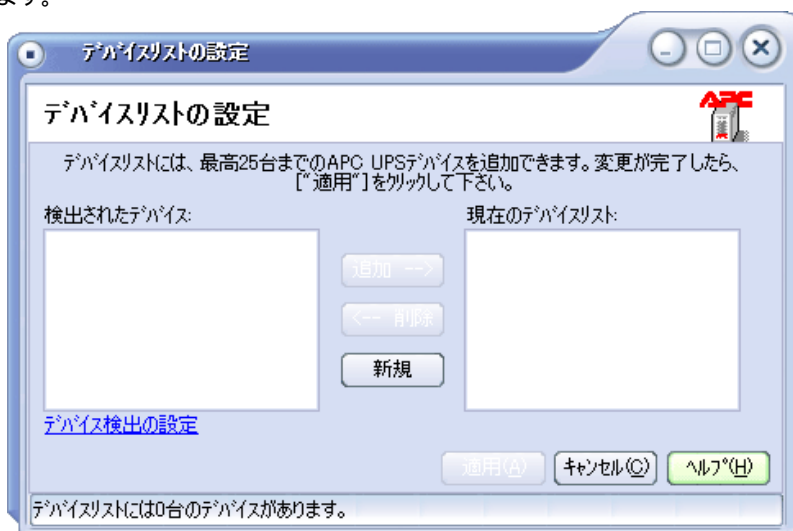 ます。
デバイスリストの設定
デバイスリストの設定
APC
デバイスリストには、最高25台までのAPC UPSデバイスを追加できます。変更が完了したら、
["適用"]をクリックして下さい。
検出されたデバイス:
現在のデバイスリスト:
追加 -->
<-- 削除
新規
デバイス検出の設定
適用(A)
キャンセル(C)
ヘルプ(H)
デバイスリストには0台のデバイスがあります。